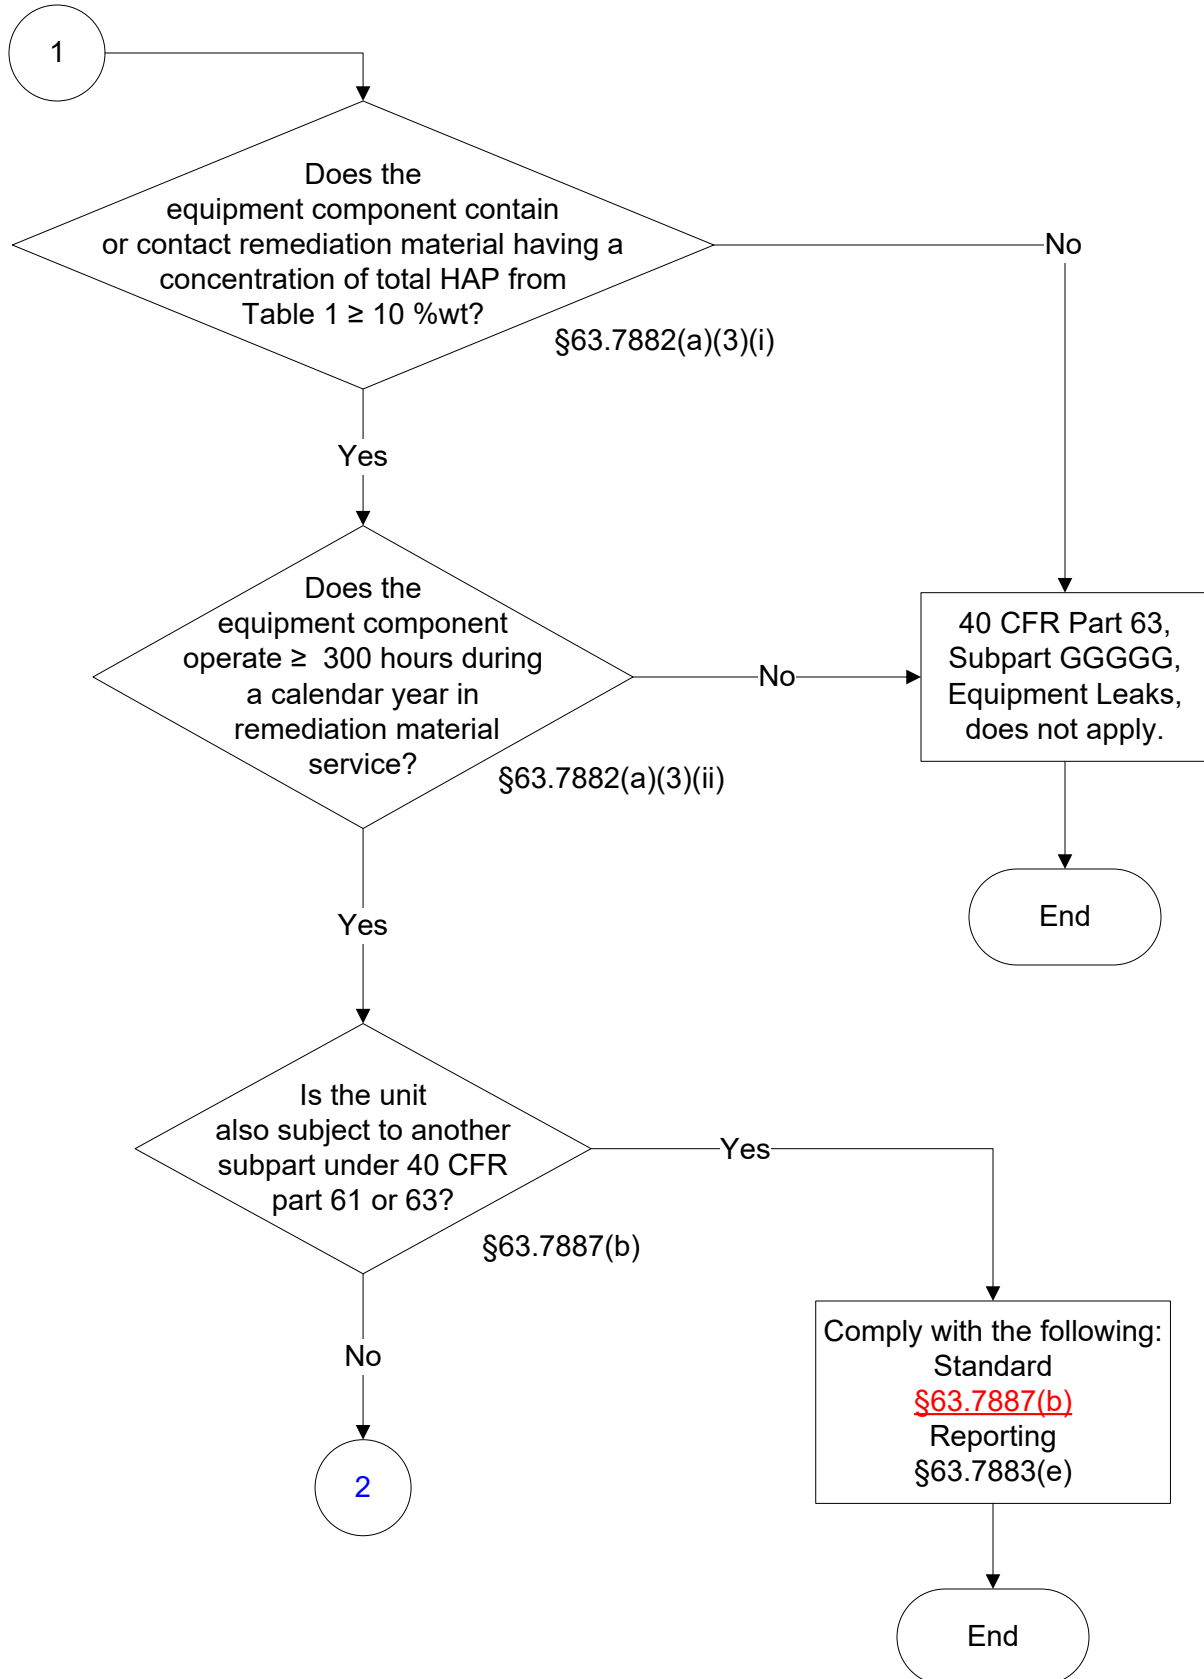 1
Does the
equipment component contain
or contact remediation material having a
concentration of total HAP from
Table 1 ≥ 10 %wt?
No
§63.7882(a)(3)(i)
Yes
Does the
equipment component
operate ≥  300 hours during
a calendar year in
remediation material
service?
No
40 CFR Part 63,
Subpart GGGGG,
Equipment Leaks,
does not apply.
§63.7882(a)(3)(ii)
Yes
End
Is the unit
also subject to another
subpart under 40 CFR
part 61 or 63?
Yes
§63.7887(b)
No
Comply with the following:
Standard
§63.7887(b)
Reporting
§63.7883(e)
2
End